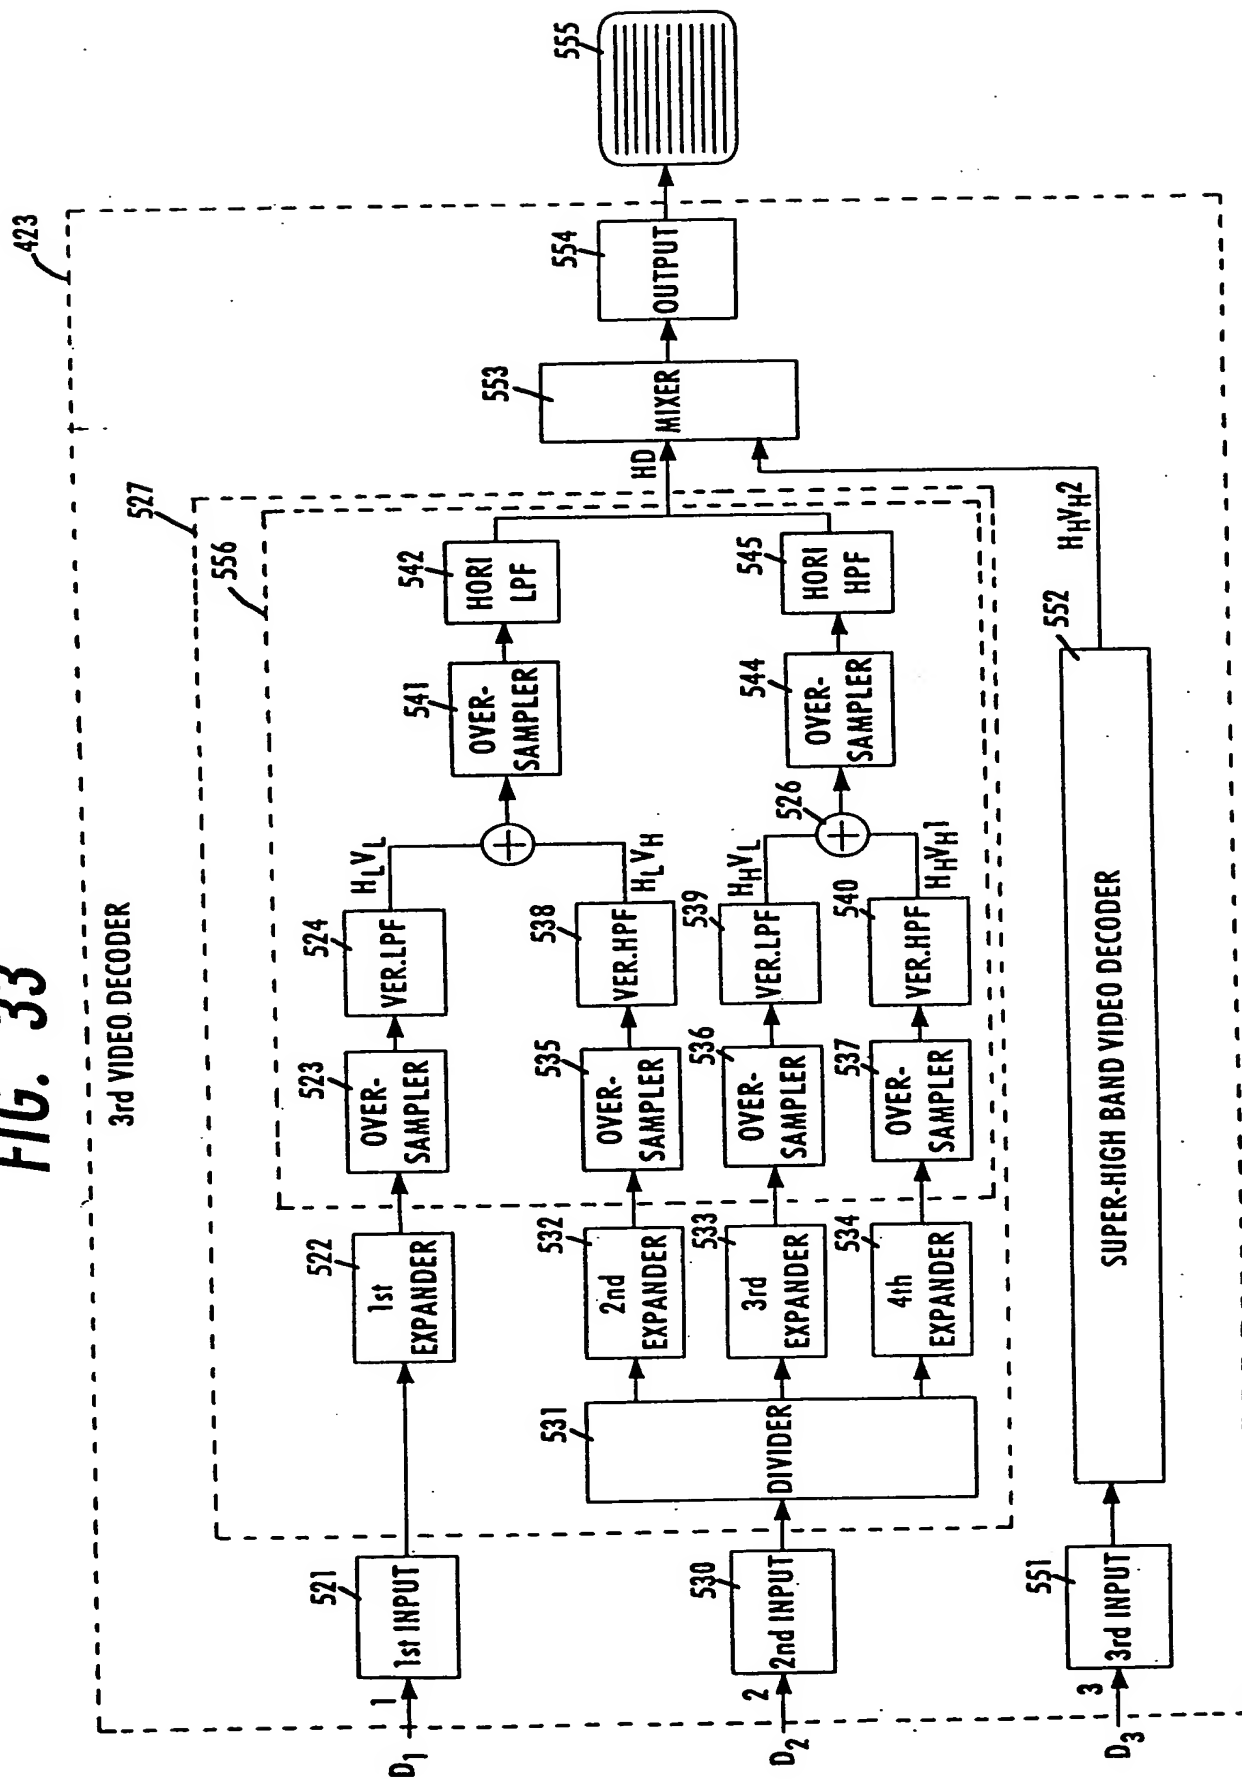 FIG. 33
3rd VIDEO DECODER
423
527
556
D1
1
521
1st INPUT
522
1st
EXPANDER
523
OVER-
SAMPLER
524
VER.LPF
HLVL
541
OVER-
SAMPLER
542
HORI
LPF
532
2nd
EXPANDER
535
OVER-
SAMPLER
538
VER.HPF
HLVH
D2
2
530
2nd INPUT
531
DIVIDER
533
3rd
EXPANDER
536
OVER-
SAMPLER
539
VER.LPF
HHVL
526
544
OVER-
SAMPLER
545
HORI
HPF
534
4th
EXPANDER
537
OVER-
SAMPLER
540
VER.HPF
HHVH1
HD
553
MIXER
554
OUTPUT
555
D3
3
551
3rd INPUT
552
SUPER-HIGH BAND VIDEO DECODER
HHVH2